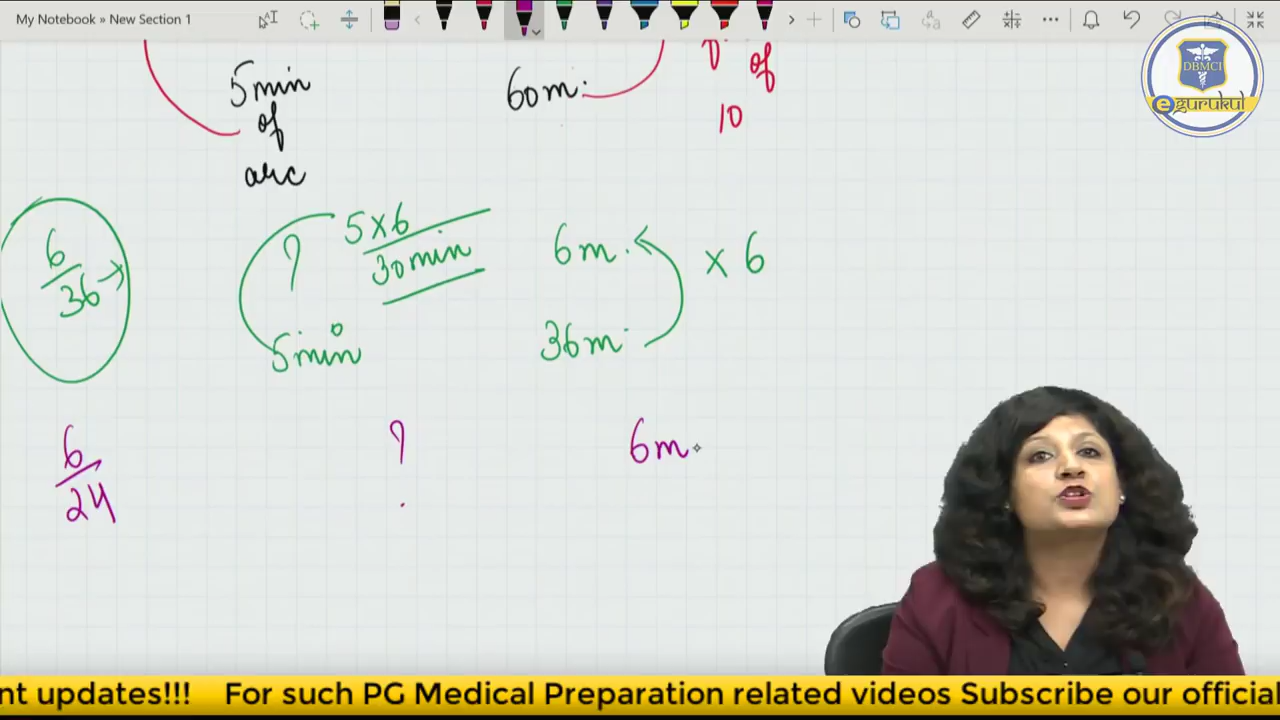 My Notebook » New Section 1
DBMCI
egurukul
5min
of
arc
60m.
of
10
6
36 →
?
5x6
30min
6m.
x 6
5min
36m.
6
24
?
6m.
nt updates!!! For such PG Medical Preparation related videos Subscribe our official